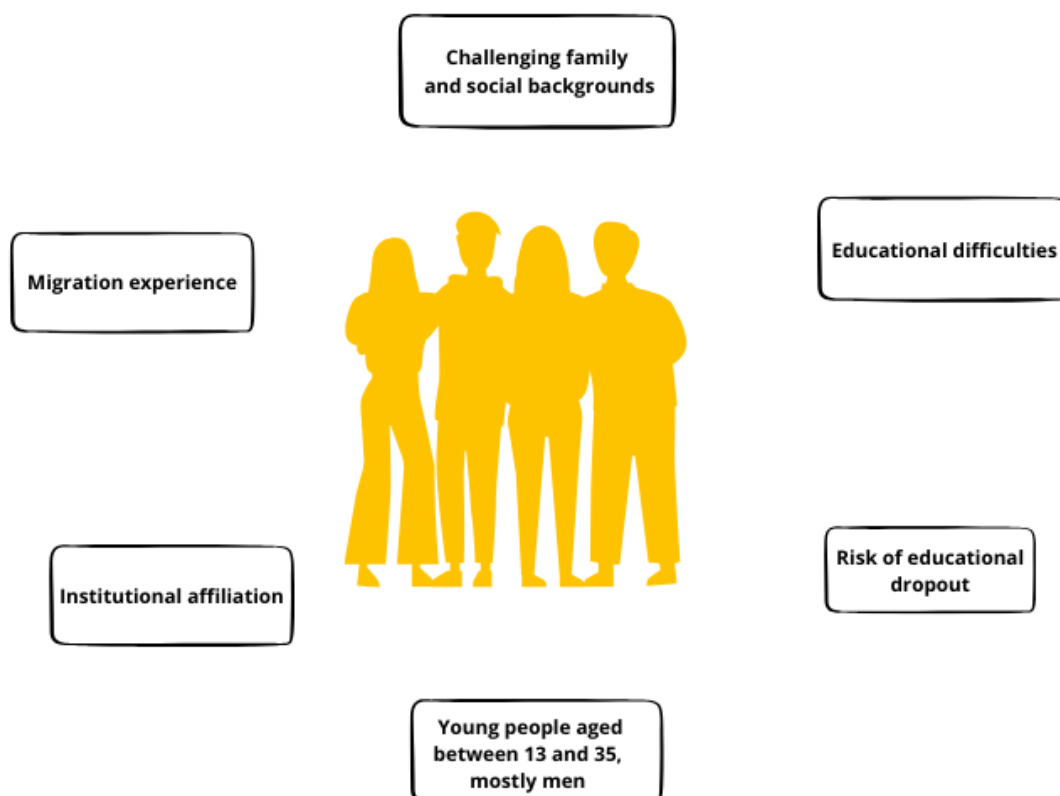 Challenging family
and social backgrounds
Educational difficulties
Migration experience
Risk of educational
dropout
Institutional affiliation
Young people aged
between 13 and 35,
mostly men